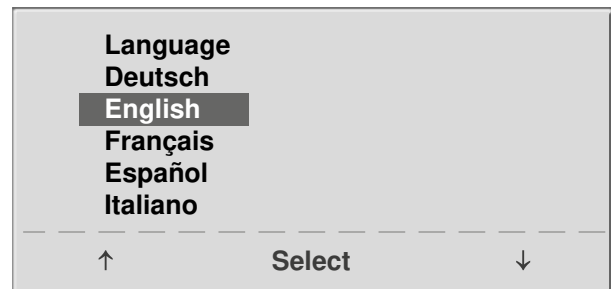 Language
Deutsch
English
Français
Español
Italiano
↑ Select ↓